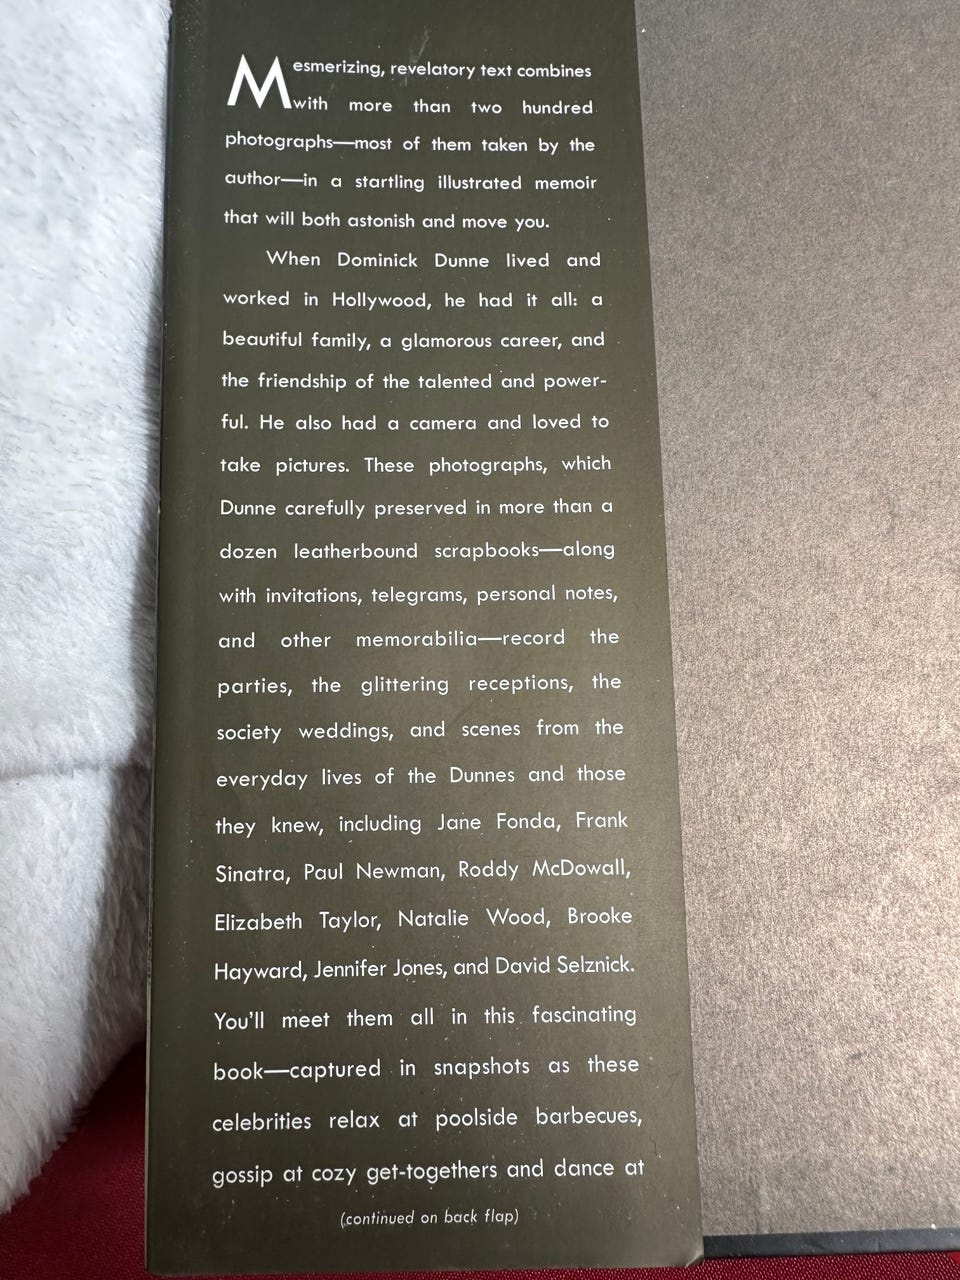 Mesmerizing, revelatory text combines
with more than two hundred
photographs—most of them taken by the
author—in a startling illustrated memoir
that will both astonish and move you.
When Dominick Dunne lived and
worked in Hollywood, he had it all: a
beautiful family, a glamorous career, and
the friendship of the talented and power-
ful. He also had a camera and loved to
take pictures. These photographs, which
Dunne carefully preserved in more than a
dozen leatherbound scrapbooks—along
with invitations, telegrams, personal notes,
and other memorabilia—record the
parties, the glittering receptions, the
society weddings, and scenes from the
everyday lives of the Dunnes and those
they knew, including Jane Fonda, Frank
Sinatra, Paul Newman, Roddy McDowall,
Elizabeth Taylor, Natalie Wood, Brooke
Hayward, Jennifer Jones, and David Selznick.
You'll meet them all in this fascinating
book—captured in snapshots as these
celebrities relax at poolside barbecues,
gossip at cozy get-togethers and dance at
(continued on back flap)